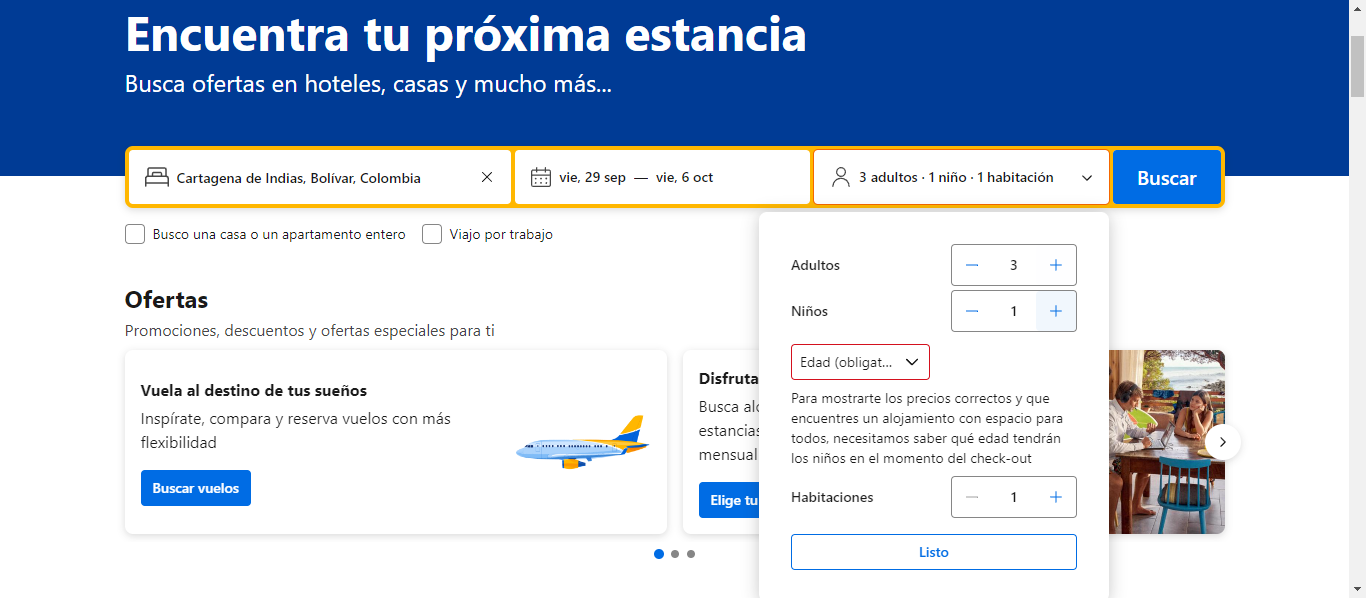 Encuentra tu próxima estancia
Busca ofertas en hoteles, casas y mucho más...
Cartagena de Indias, Bolívar, Colombia
vie, 29 sep — vie, 6 oct
3 adultos · 1 niño · 1 habitación
Buscar
Busco una casa o un apartamento entero
Viajo por trabajo
Adultos
3
Niños
1
Edad (obligat...
Para mostrarte los precios correctos y que
encuentres un alojamiento con espacio para
todos, necesitamos saber qué edad tendrán
los niños en el momento del check-out
Habitaciones
1
Listo
Ofertas
Promociones, descuentos y ofertas especiales para ti
Vuela al destino de tus sueños
Inspírate, compara y reserva vuelos con más
flexibilidad
Buscar vuelos
Disfruta
Busca
estancias
mensual
Elige tu